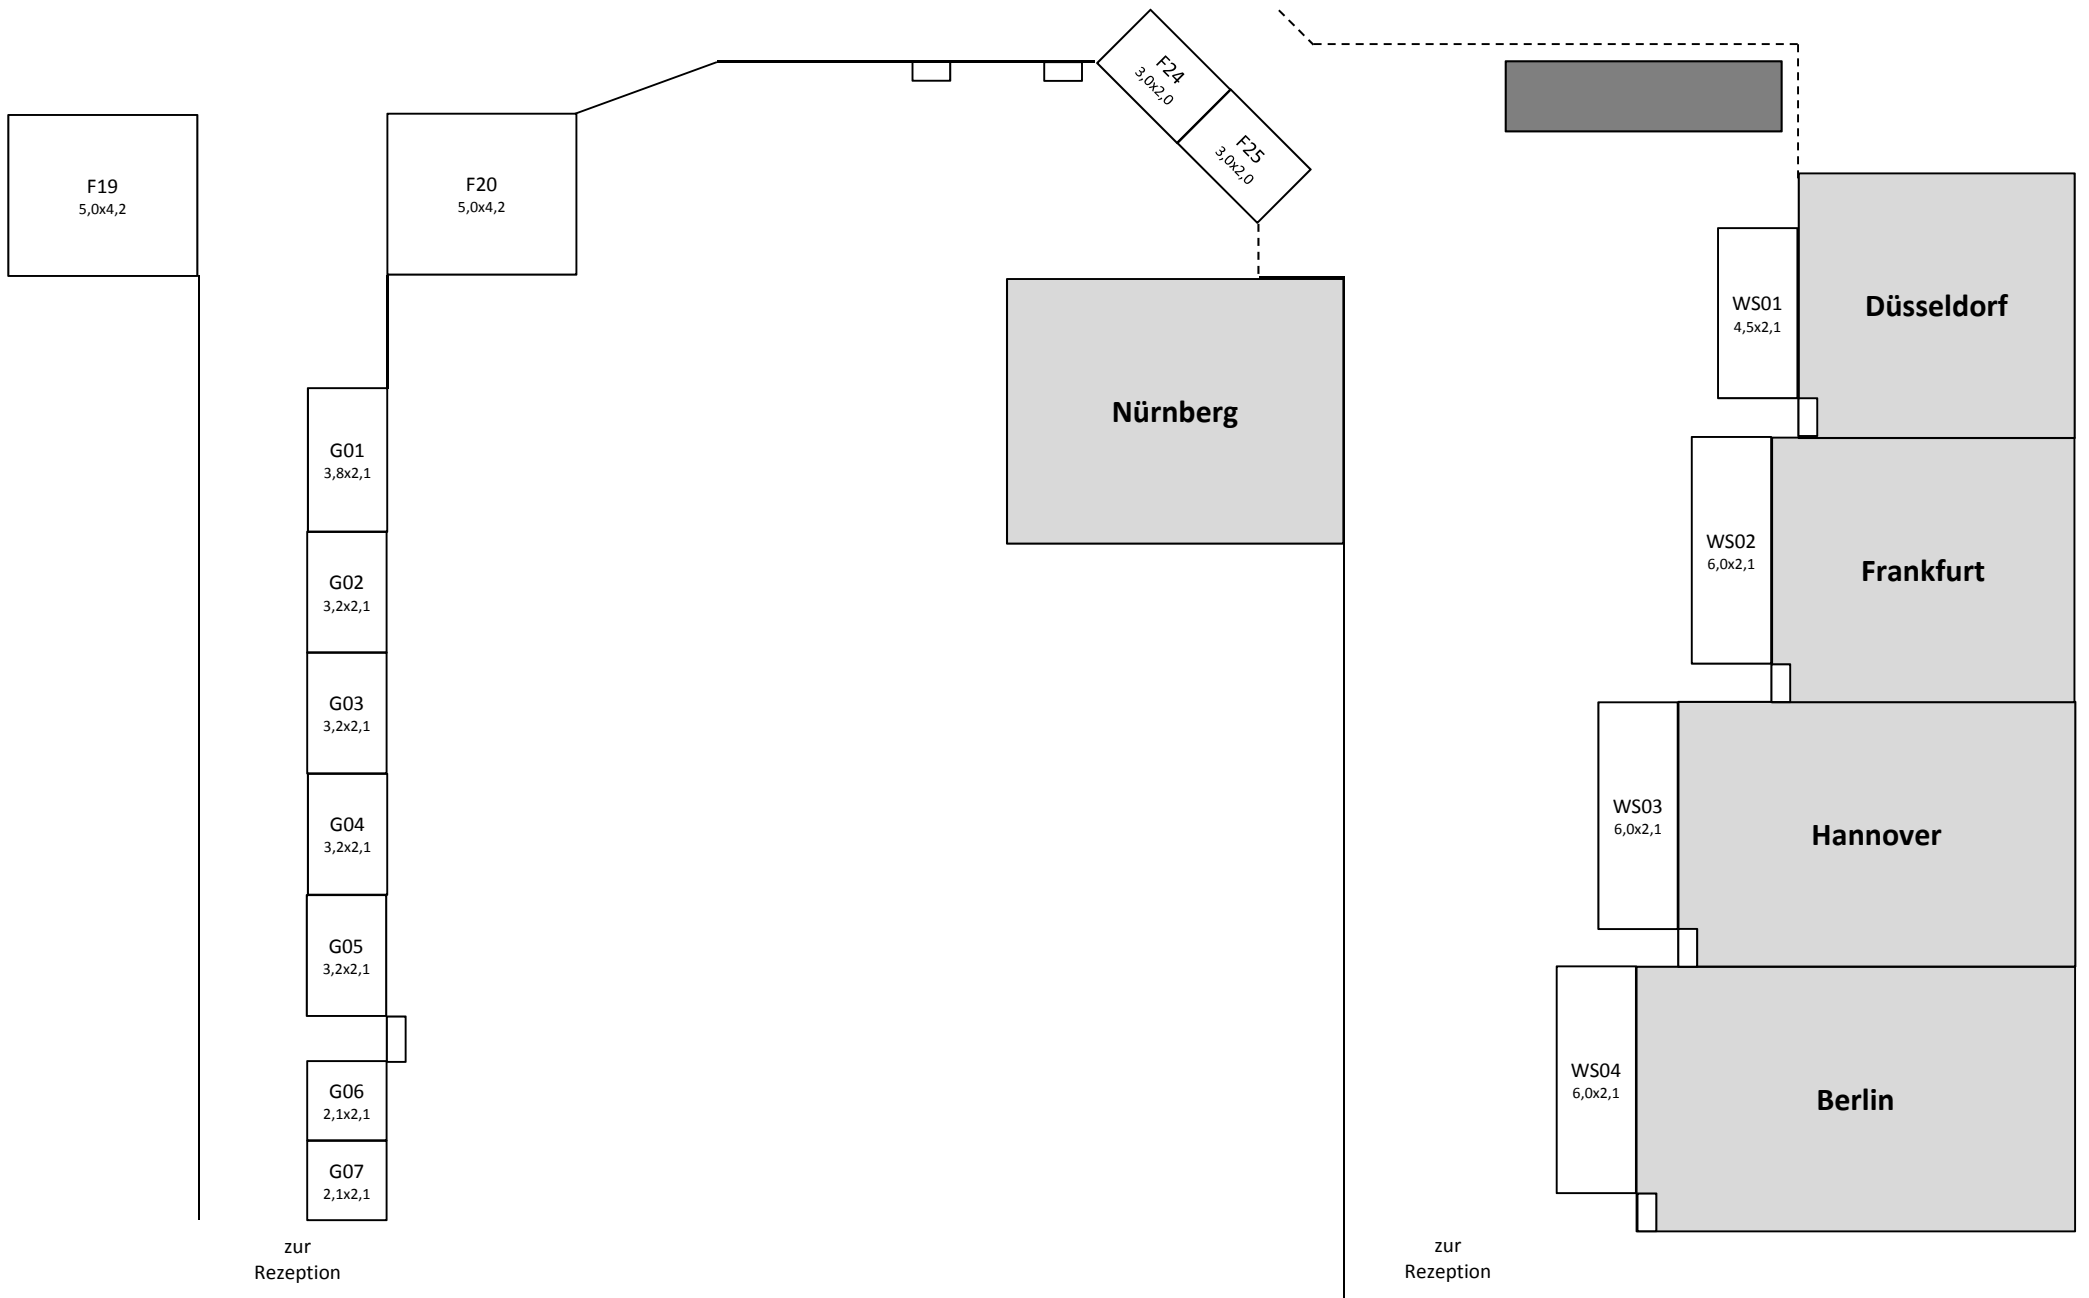 F24
3,0x2,0
F25
3,0x2,0
F19
5,0x4,2
F20
5,0x4,2
WS01
4,5x2,1
Düsseldorf
Nürnberg
G01
3,8x2,1
WS02
6,0x2,1
Frankfurt
G02
3,2x2,1
G03
3,2x2,1
WS03
6,0x2,1
Hannover
G04
3,2x2,1
G05
3,2x2,1
WS04
6,0x2,1
Berlin
G06
2,1x2,1
G07
2,1x2,1
zur
Rezeption
zur
Rezeption